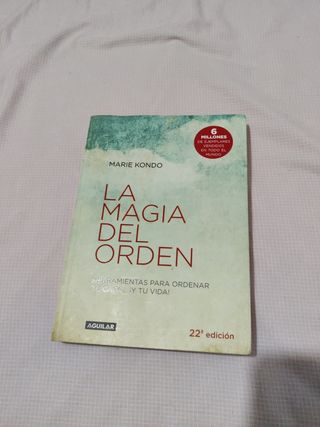 6
MILLONES
DE EJEMPLARES
VENDIDOS
EN TODO EL
MUNDO
MARIE KONDO
LA
MAGIA
DEL
ORDEN
PARA ORDENAR
¡Y TU VIDA!
22ª edición
AGUILAR